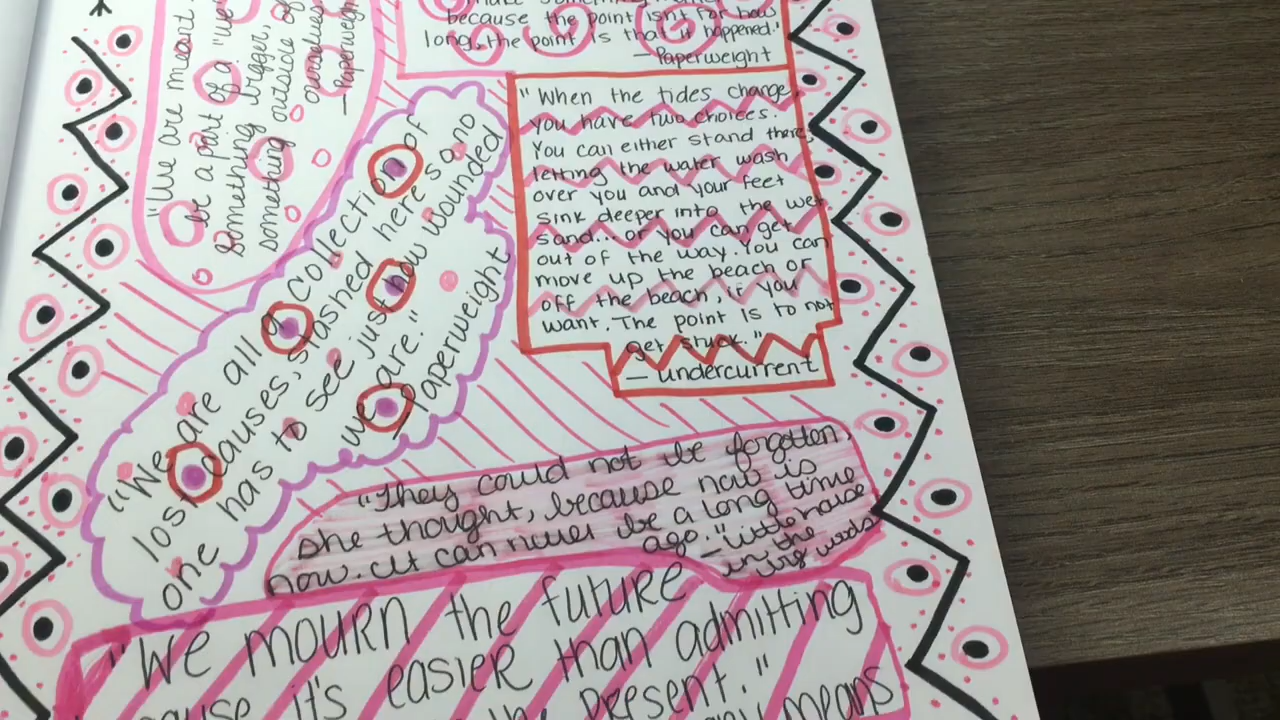 "We are meant
be a part of a "we"
something bigger,
something outside of
ourselves
—Paperweigh
make something matter
because the point isn't for how
long, the point is that it happened."
—Paperweight
"When the tides change,
you have two choices.
You can either stand there,
letting the water wash
over you and your feet
sink deeper into the wet
sand... or you can get
out of the way. You can
move up the beach or
off the beach, if you
want. The point is to not
get stuck."
— undercurrent
"We are all a collection of
lost causes, stashed here so no
one has to see just how wounded
we are."
—paperweight
"They could not be forgotten,
she thought, because now is
now. It can never be a long time
ago." — little house
in the
big woods
"We mourn the future
cause it's easier than admitting
the present."
means